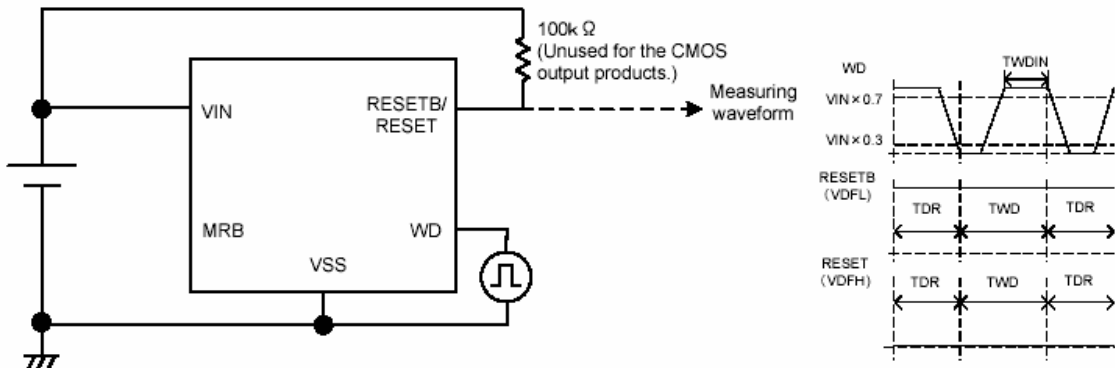 100k Ω
(Unused for the CMOS
output products.)
VIN
RESETB/
RESET
Measuring
waveform
MRB
WD
VSS
TWDIN
WD
VIN×0.7
VIN×0.3
RESETB
(VDFL)
TDR
TWD
TDR
RESET
(VDFH)
TDR
TWD
TDR